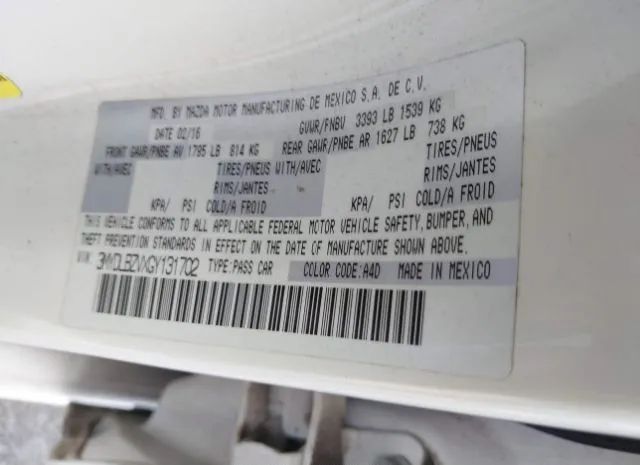 MFD. BY MAZDA MOTOR MANUFACTURING DE MEXICO S.A. DE C.V.
DATE 02/16 GVWR/PNBV 3393 LB 1539 KG
FRONT GAWR/PNBE AV 1785 LB 814 KG REAR GAWR/PNBE AR 1627 LB 738 KG
WITH/AVEC TIRES/PNEUS WITH/AVEC TIRES/PNEUS
RIMS/JANTES RIMS/JANTES
KPA/ PSI COLD/A FROID KPA/ PSI COLD/A FROID
THIS VEHICLE CONFORMS TO ALL APPLICABLE FEDERAL MOTOR VEHICLE SAFETY, BUMPER, AND
THEFT PREVENTION STANDARDS IN EFFECT ON THE DATE OF MANUFACTURE SHOWN ABOVE.
VIN: TYPE:PASS CAR COLOR CODE:A4D MADE IN MEXICO